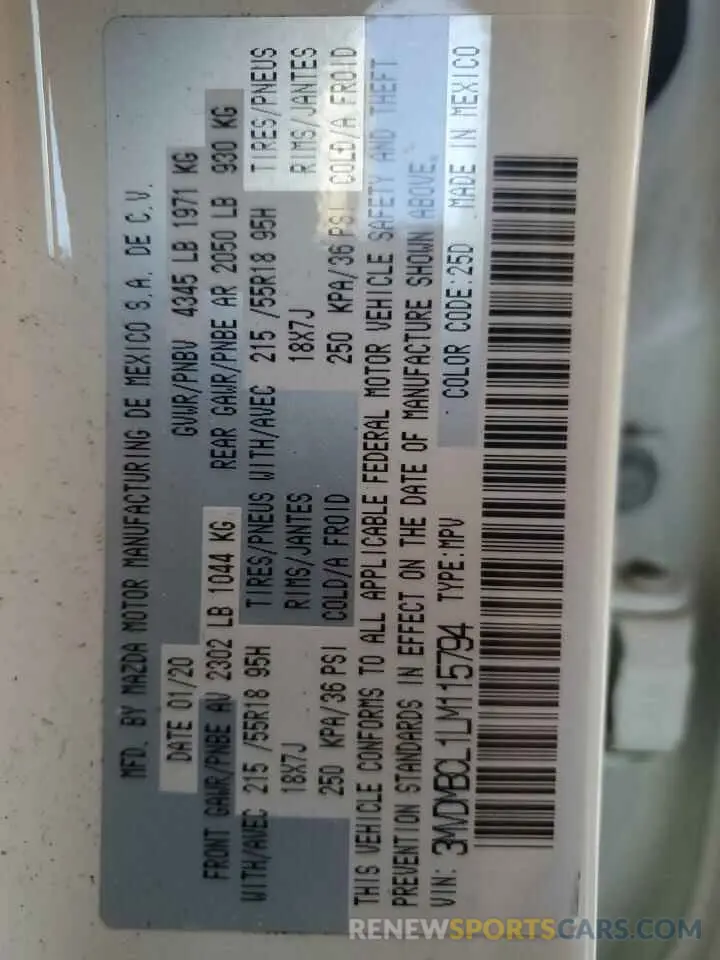 MFD. BY MAZDA MOTOR MANUFACTURING DE MEXICO S.A. DE C.V.
DATE 01/20 GVWR/PNBV 4345 LB 1971 KG
FRONT GAWR/PNBE AV 2302 LB 1044 KG REAR GAWR/PNBE AR 2050 LB 930 KG
WITH/AVEC 215 /55R18 95H TIRES/PNEUS WITH/AVEC 215 /55R18 95H TIRES/PNEUS
18X7J RIMS/JANTES 18X7J RIMS/JANTES
250 KPA/36 PSI COLD/A FROID 250 KPA/36 PSI COLD/A FROID
THIS VEHICLE CONFORMS TO ALL APPLICABLE FEDERAL MOTOR VEHICLE SAFETY AND THEFT
PREVENTION STANDARDS IN EFFECT ON THE DATE OF MANUFACTURE SHOWN ABOVE.
VIN: 3MVDMBCL1LM115794 TYPE:MPV COLOR CODE:25D MADE IN MEXICO
RENEWSPORTSCARS.COM